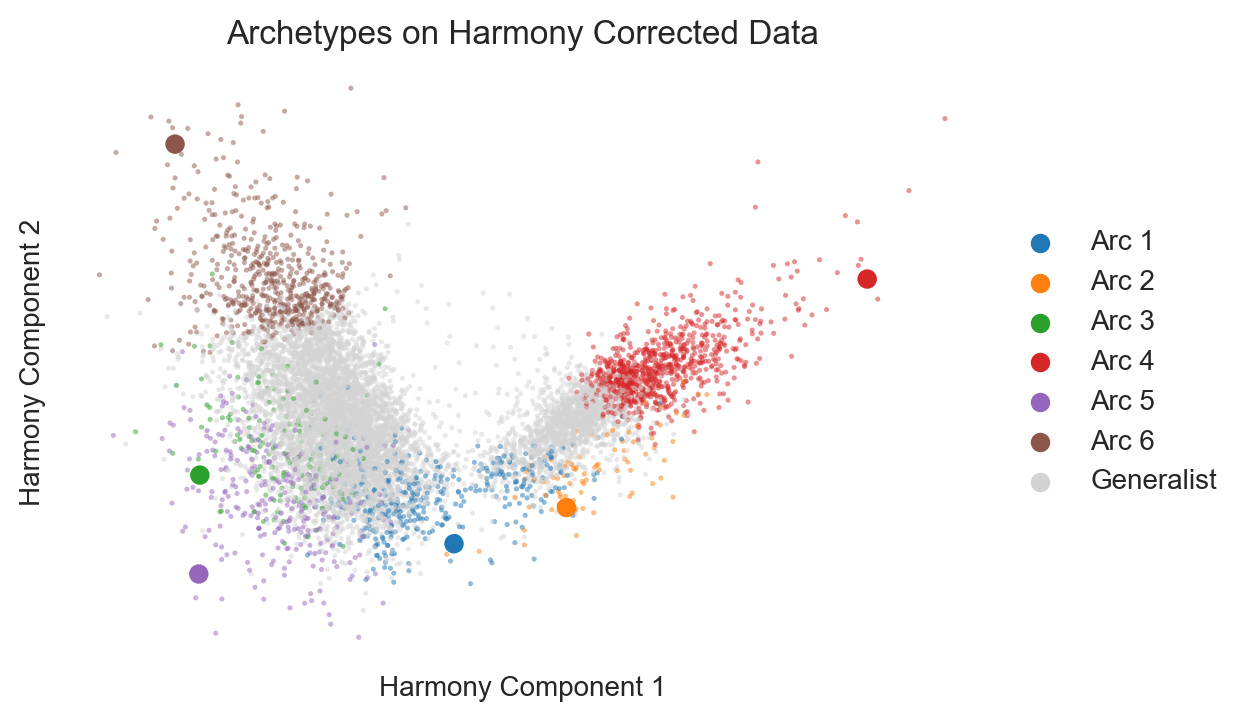 Archetypes on Harmony Corrected Data
Harmony Component 2
Arc 1
Arc 2
Arc 3
Arc 4
Arc 5
Arc 6
Generalist
Harmony Component 1